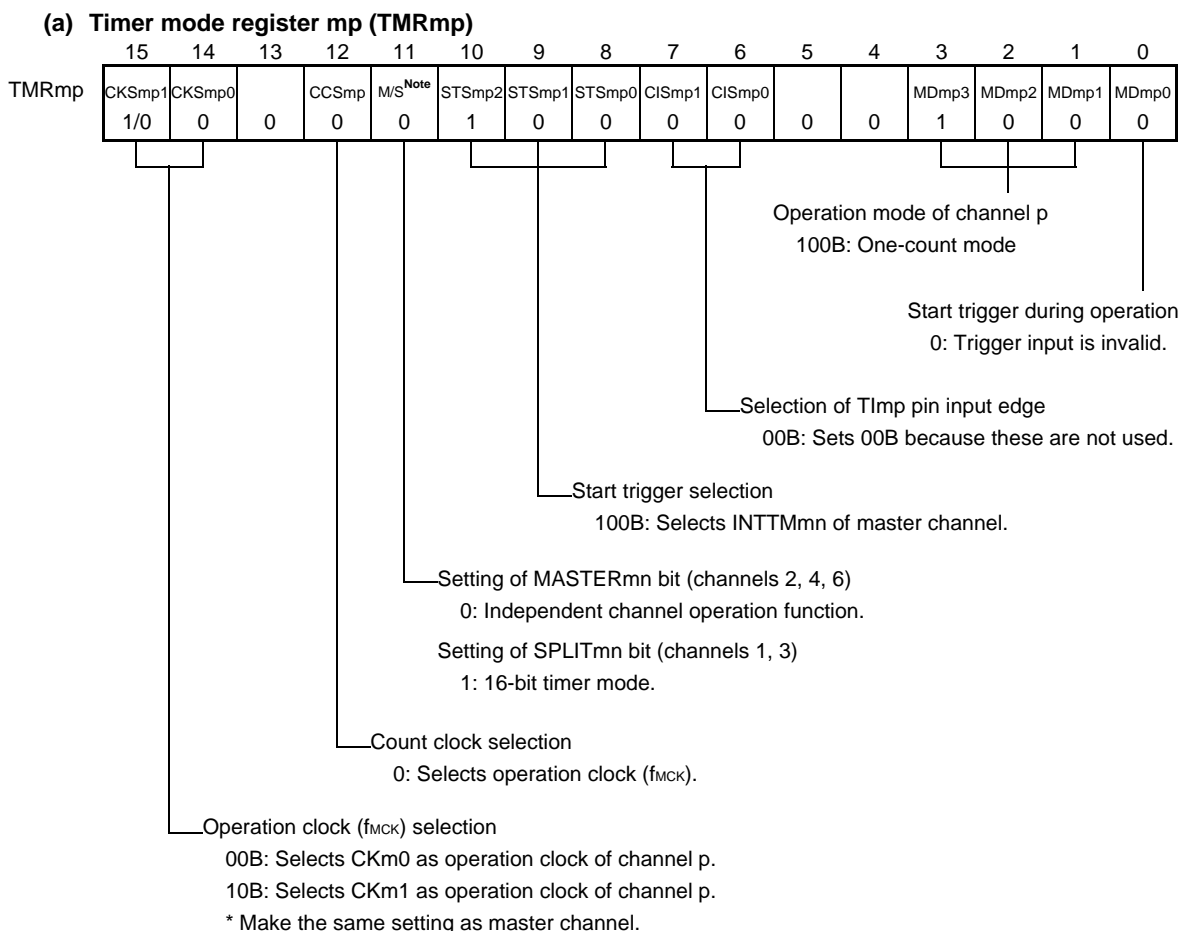 (a) Timer mode register mp (TMRmp)
15 14 13 12 11 10 9 8 7 6 5 4 3 2 1 0
TMRmp CKSmp1 CKSmp0 CCSmp M/S Note STSmp2 STSmp1 STSmp0 CISmp1 CISmp0 MDmp3 MDmp2 MDmp1 MDmp0
1/0 0 0 0 0 1 0 0 0 0 0 0 1 0 0 0
Operation mode of channel p
100B: One-count mode
Start trigger during operation
0: Trigger input is invalid.
Selection of TImp pin input edge
00B: Sets 00B because these are not used.
Start trigger selection
100B: Selects INTTMmn of master channel.
Setting of MASTERmn bit (channels 2, 4, 6)
0: Independent channel operation function.
Setting of SPLITmn bit (channels 1, 3)
1: 16-bit timer mode.
Count clock selection
0: Selects operation clock (fMCK).
Operation clock (fMCK) selection
00B: Selects CKm0 as operation clock of channel p.
10B: Selects CKm1 as operation clock of channel p.
* Make the same setting as master channel.